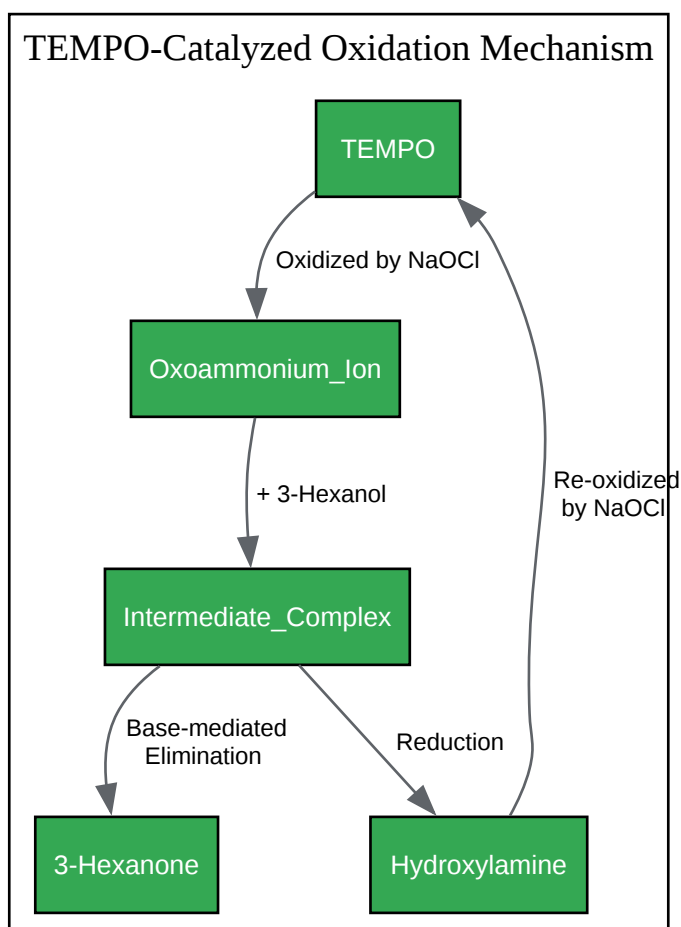 TEMPO-Catalyzed Oxidation Mechanism
TEMPO
Oxidized by NaOCl
Oxoammonium_Ion
+ 3-Hexanol
Re-oxidized
by NaOCl
Intermediate_Complex
Base-mediated
Elimination
Reduction
3-Hexanone
Hydroxylamine